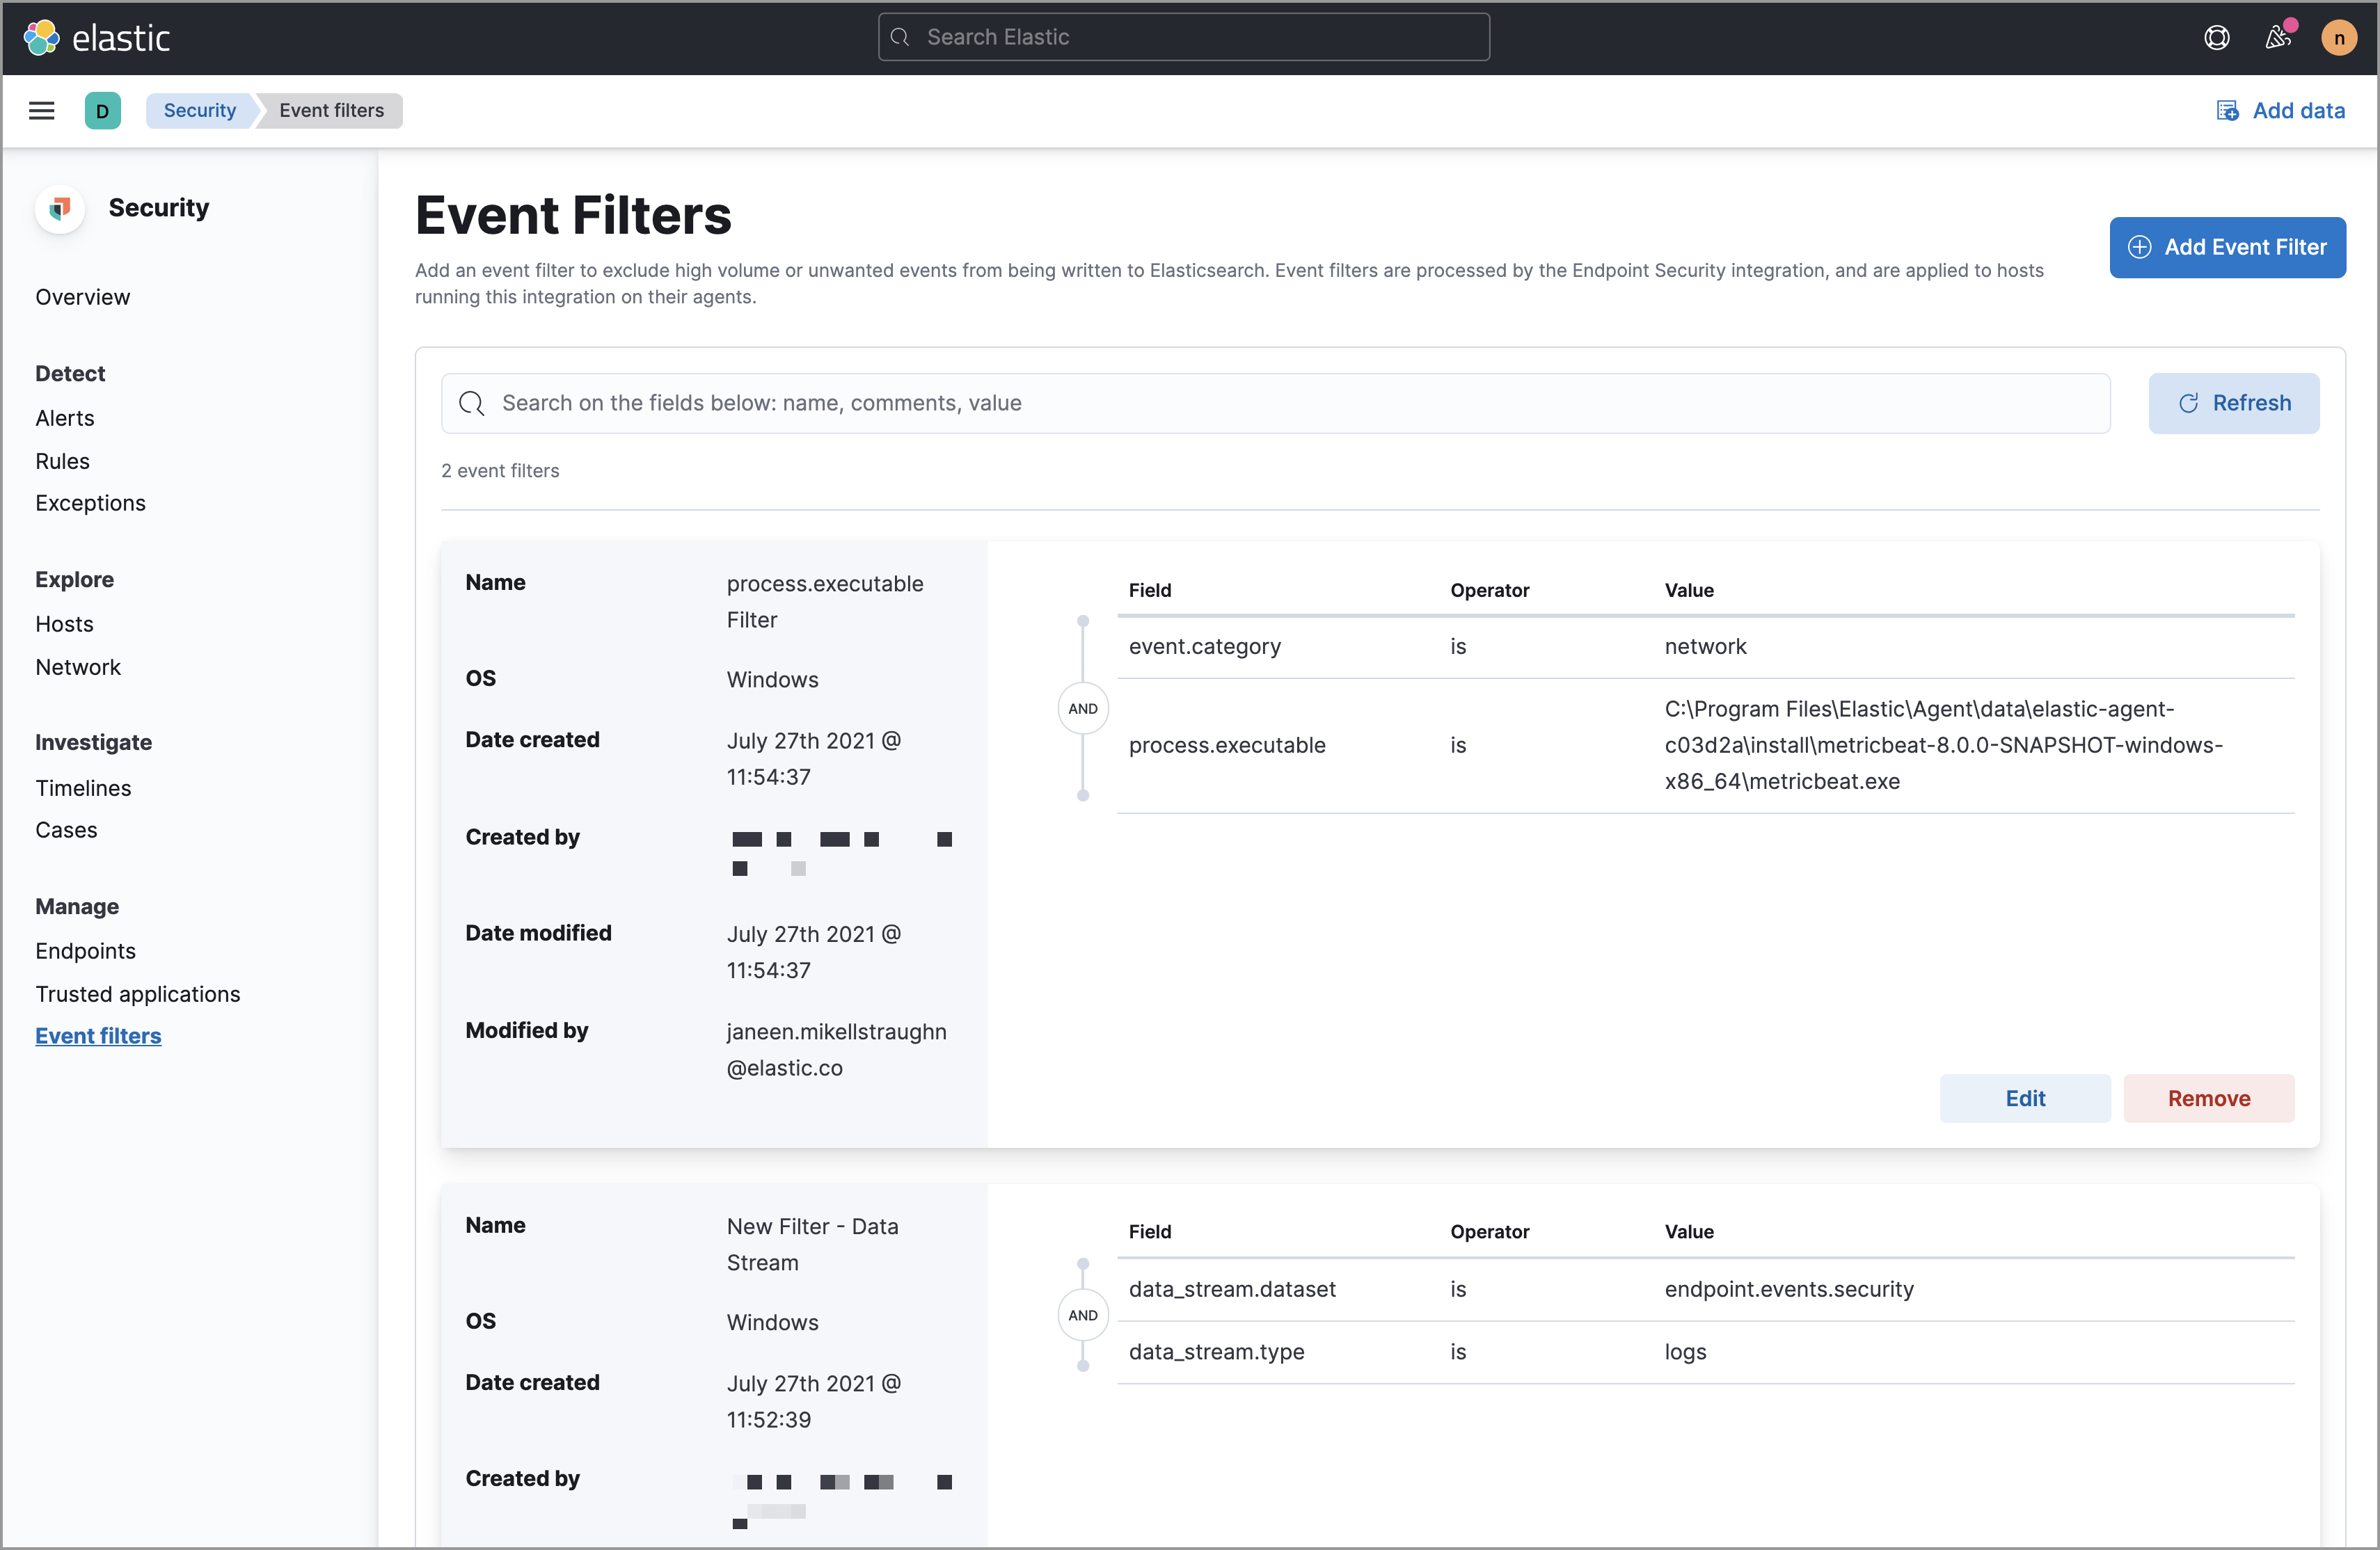 elastic
Search Elastic
n
D
Security
Event filters
Add data
Security
Overview
Detect
Alerts
Rules
Exceptions
Explore
Hosts
Network
Investigate
Timelines
Cases
Manage
Endpoints
Trusted applications
Event filters
Event Filters
Add an event filter to exclude high volume or unwanted events from being written to Elasticsearch. Event filters are processed by the Endpoint Security integration, and are applied to hosts
running this integration on their agents.
Add Event Filter
Search on the fields below: name, comments, value
Refresh
2 event filters
Name
process.executable
Filter
OS
Windows
Date created
July 27th 2021 @
11:54:37
Created by
Date modified
July 27th 2021 @
11:54:37
Modified by
janeen.mikellstraughn
@elastic.co
Field Operator Value
event.category is network
AND
process.executable is C:\Program Files\Elastic\Agent\data\elastic-agent-
c03d2a\install\metricbeat-8.0.0-SNAPSHOT-windows-
x86_64\metricbeat.exe
Edit
Remove
Name
New Filter - Data
Stream
OS
Windows
Date created
July 27th 2021 @
11:52:39
Created by
Field Operator Value
data_stream.dataset is endpoint.events.security
AND
data_stream.type is logs